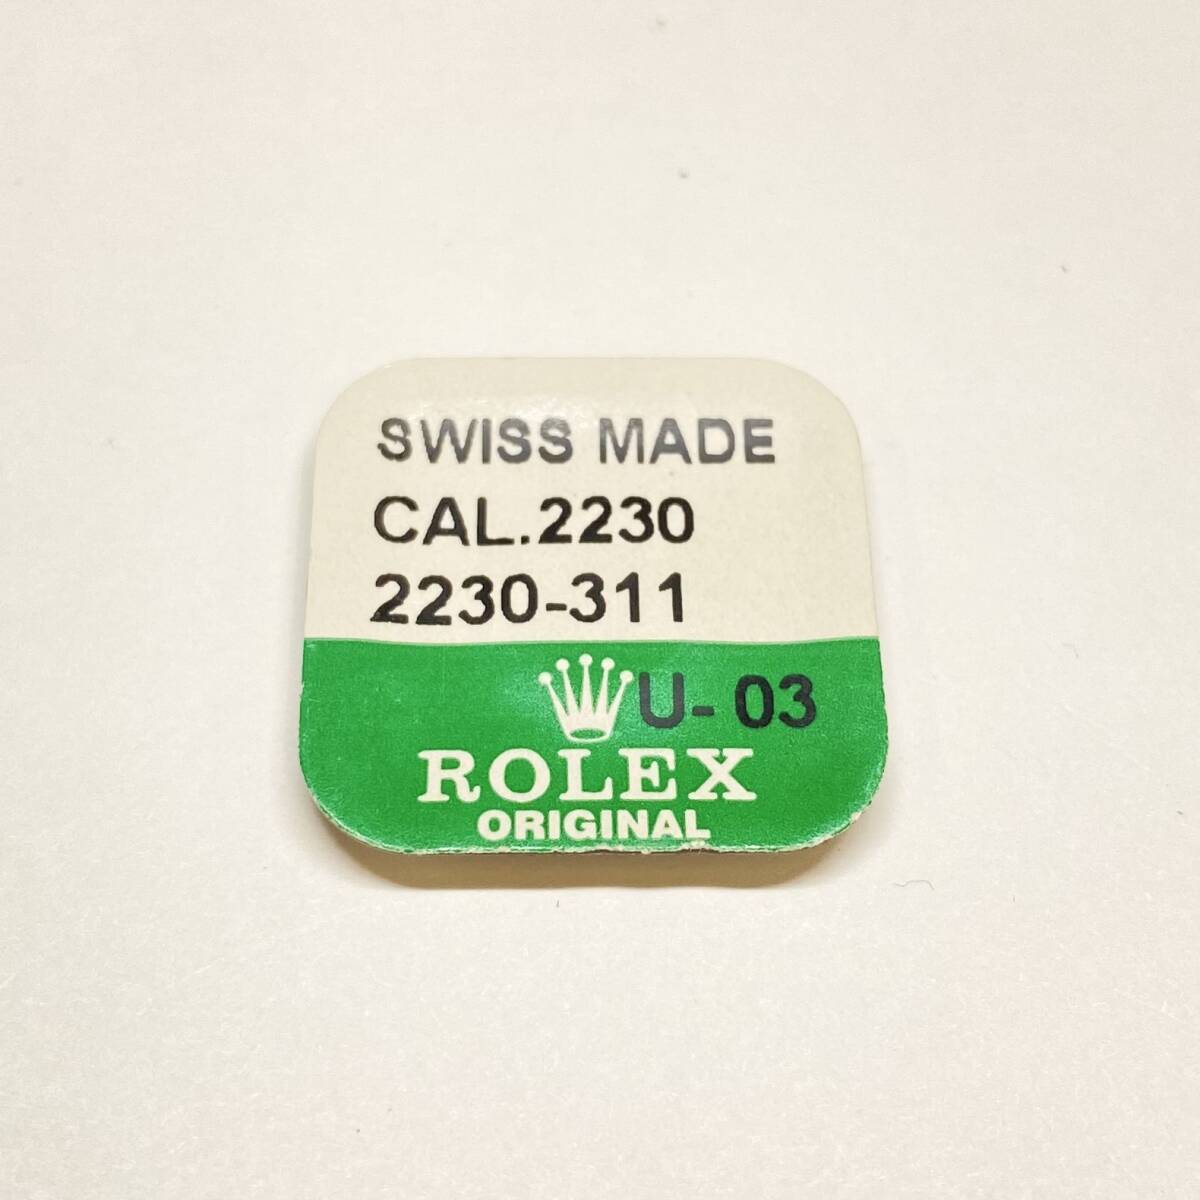 SWISS MADE
CAL.2230
2230-311
U- 03
ROLEX
ORIGINAL